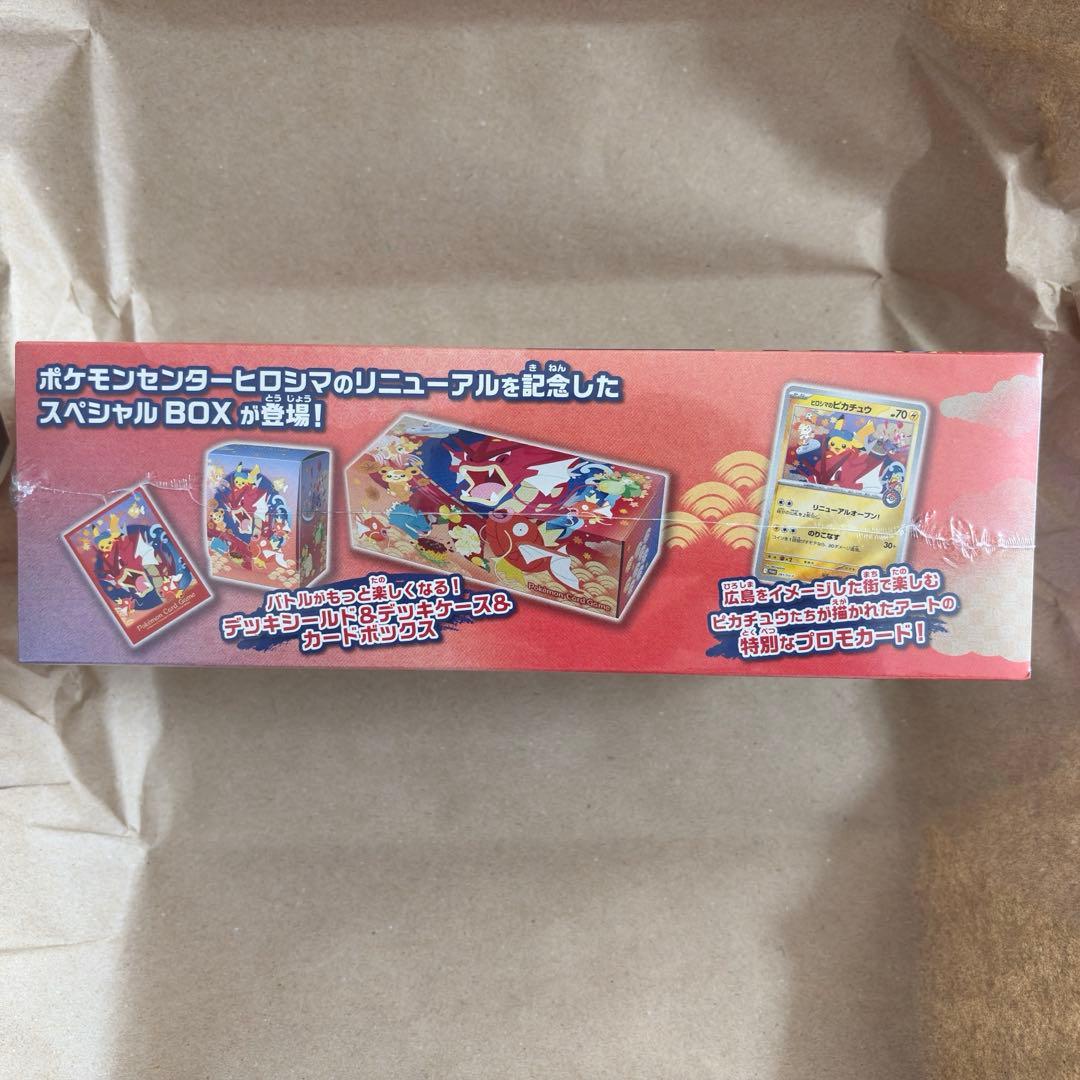 ポケモンセンターヒロシマのリニューアルを記念した
スペシャルBOXが登場！
バトルがもっと楽しくなる！
デッキシールド&デッキケース&
カードボックス
Pokémon Card Game
Pokémon Card Game
ヒロシマのピカチュウ
70
リニューアルオープン！
のりこなす
30+
広島をイメージした街で楽しむ
ピカチュウたちが描かれたアートの
特別なプロモカード！